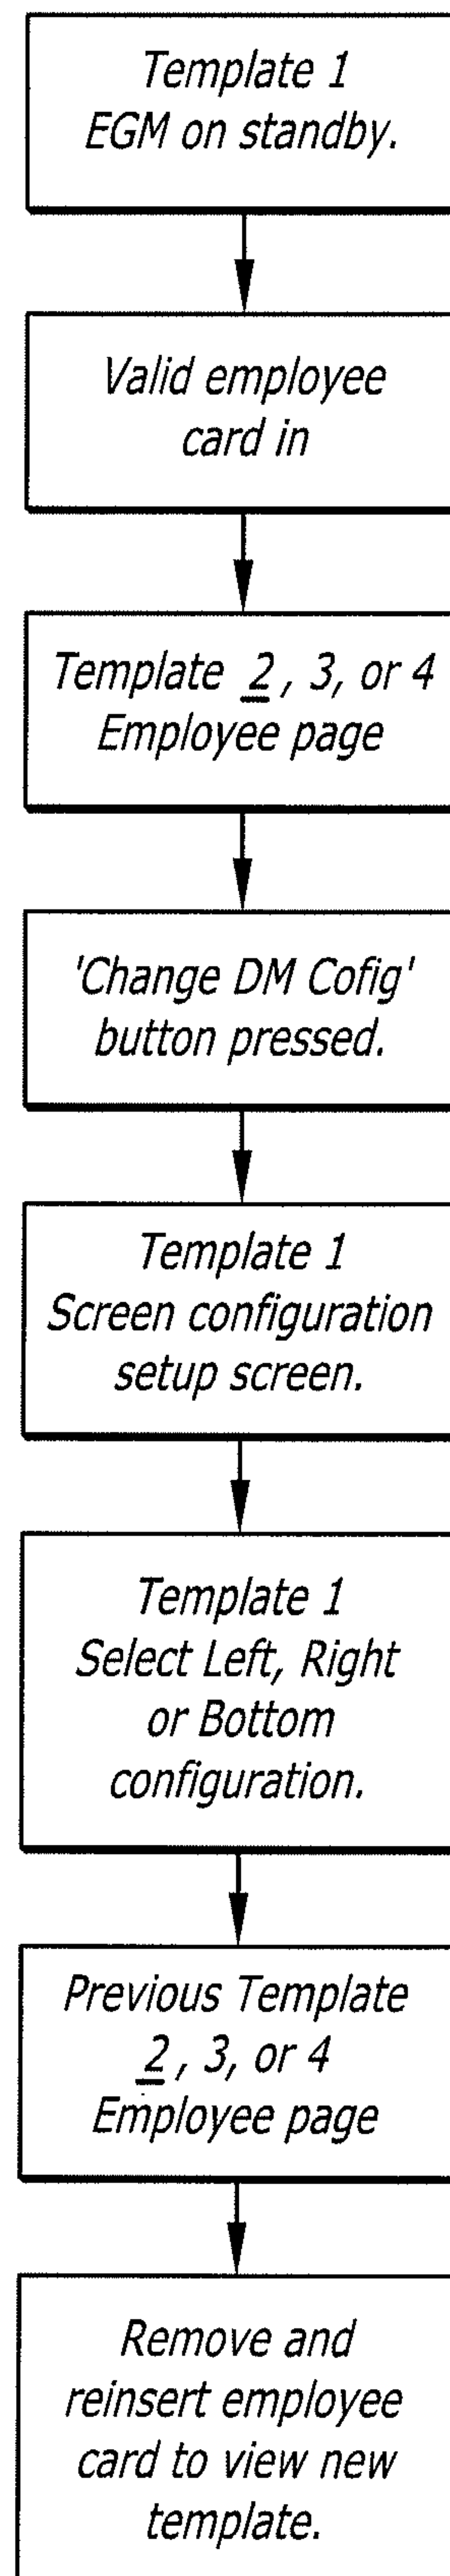 Template 1
EGM on standby.
Valid employee
card in
Template 2, 3, or 4
Employee page
'Change DM Cofig'
button pressed.
Template 1
Screen configuration
setup screen.
Template 1
Select Left, Right
or Bottom
configuration.
Previous Template
2, 3, or 4
Employee page
Remove and
reinsert employee
card to view new
template.